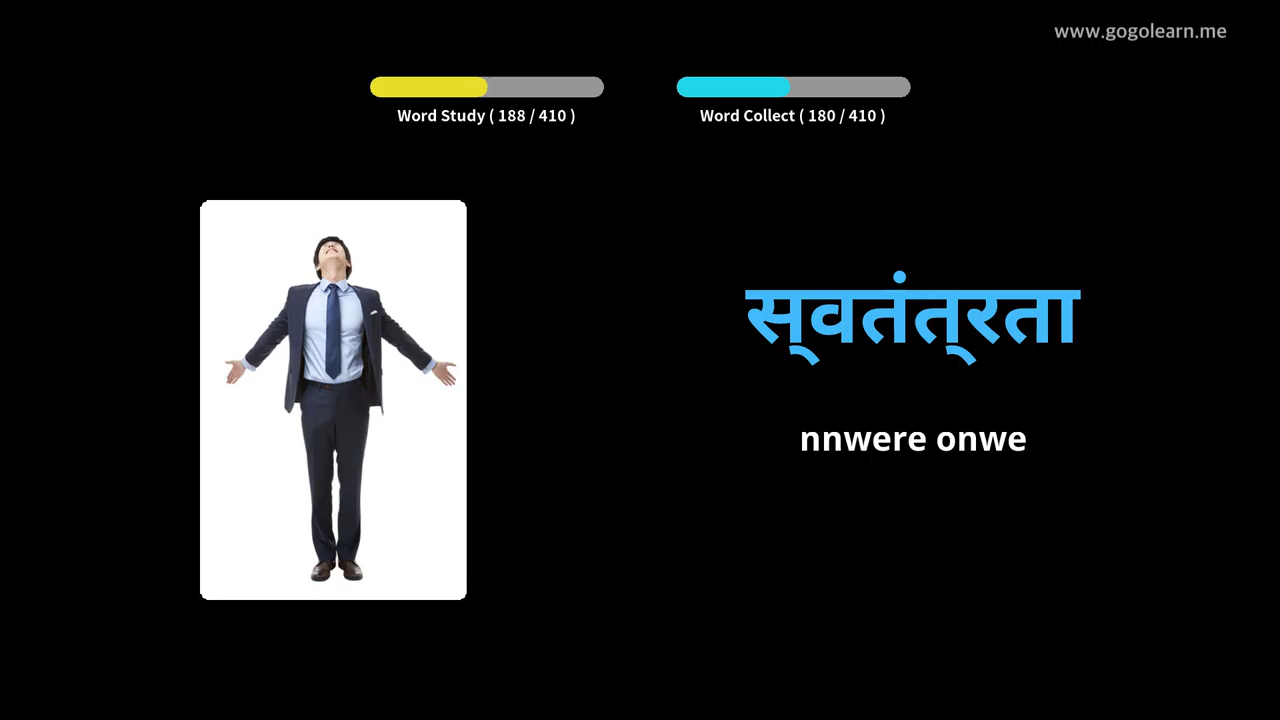 www.gogolearn.me
Word Study ( 188 / 410 )
Word Collect ( 180 / 410 )
स्वतंत्रता
nnwere onwe